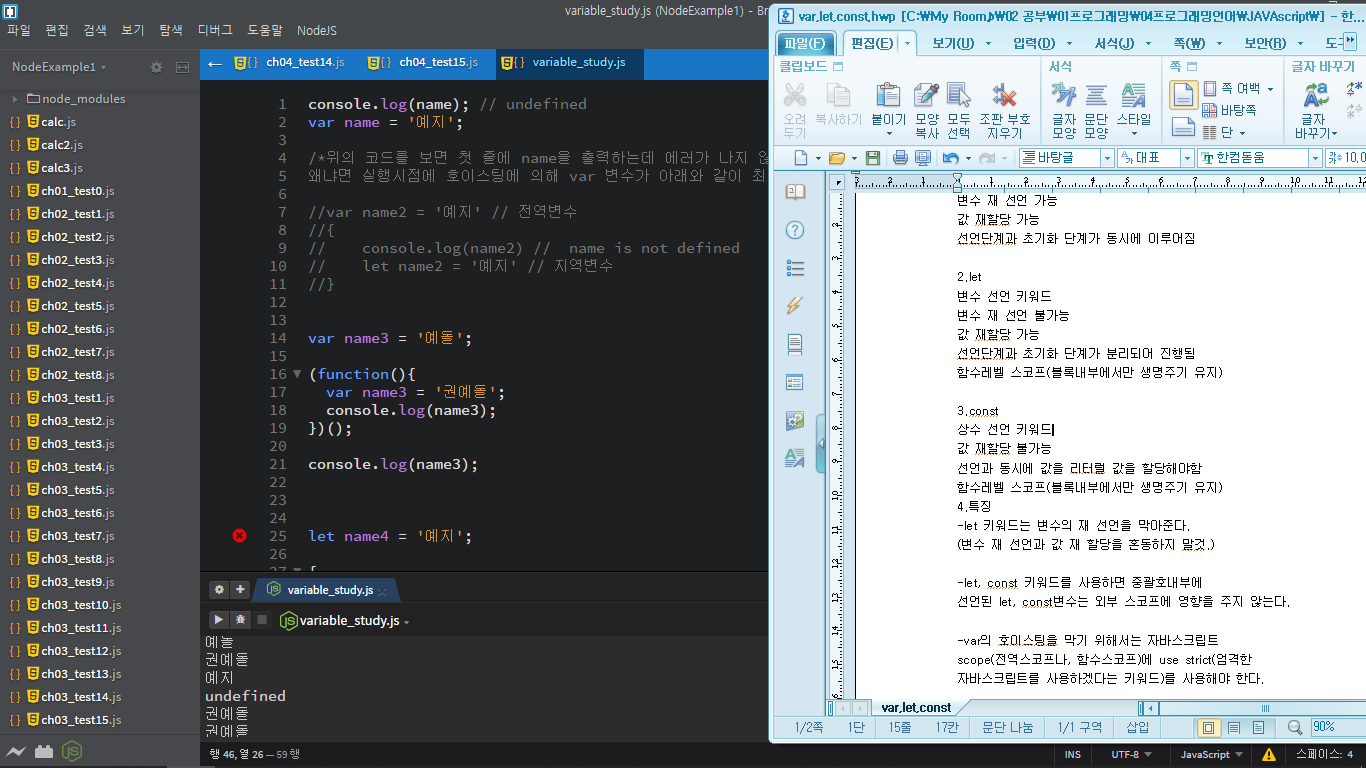 variable_study.js (NodeExample1) - Br
파일 편집 검색 보기 탐색 디버그 도움말 NodeJS
NodeExample1
node_modules
calc.js
calc2.js
calc3.js
ch01_test0.js
ch02_test1.js
ch02_test2.js
ch02_test3.js
ch02_test4.js
ch02_test5.js
ch02_test6.js
ch02_test7.js
ch02_test8.js
ch03_test1.js
ch03_test2.js
ch03_test3.js
ch03_test4.js
ch03_test5.js
ch03_test6.js
ch03_test7.js
ch03_test8.js
ch03_test9.js
ch03_test10.js
ch03_test11.js
ch03_test12.js
ch03_test13.js
ch03_test14.js
ch03_test15.js
ch04_test14.js ch04_test15.js variable_study.js
1 console.log(name); // undefined
2 var name = '예지';
3
4 /*위의 코드를 보면 첫 줄에 name을 출력하는데 에러가 나지
5 왜냐면 실행시점에 호이스팅에 의해 var 변수가 아래와 같이 최
6
7 //var name2 = '예지' // 전역변수
8 //{
9 //    console.log(name2) //  name is not defined
10 //    let name2 = '예지' // 지역변수
11 //}
12
13
14 var name3 = '예돌';
15
16 (function(){
17   var name3 = '권예돌';
18   console.log(name3);
19 })();
20
21 console.log(name3);
22
23
24
25 let name4 = '예지';
26
27 {
variable_study.js
variable_study.js
예돌
권예돌
예지
undefined
권예돌
권예돌
행 46, 열 26 — 59 행 INS UTF-8 JavaScript 스페이스: 4
var,let,const.hwp [C:\My Room♪\02 공부\01프로그래밍\04프로그래밍언어\JAVAscript\] - 한
파일(F) 편집(E) 보기(U) 입력(D) 서식(J) 쪽(W) 보안(R) 도구
클립보드 서식 쪽 글자 바꾸기
오려 두기 복사하기 붙이기 모양 복사 모두 선택 조판 부호 지우기 글자 모양 문단 모양 스타일 쪽 여백 바탕쪽 단 글자 바꾸기
바탕글 대표 한컴돋움 10,0
3 2 1 1 2 3 4 5 6 7 8 9 10 11 12
변수 재 선언 가능
값 재할당 가능
선언단계과 초기화 단계가 동시에 이루어짐
2.let
변수 선언 키워드
변수 재 선언 불가능
값 재할당 가능
선언단계과 초기화 단계가 분리되어 진행됨
함수레벨 스코프(블록내부에서만 생명주기 유지)
3.const
상수 선언 키워드
값 재할당 불가능
선언과 동시에 값을 리터럴 값을 할당해야함
함수레벨 스코프(블록내부에서만 생명주기 유지)
4.특징
-let 키워드는 변수의 재 선언을 막아준다.
(변수 재 선언과 값 재 할당을 혼동하지 말것.)
-let, const 키워드를 사용하면 중괄호내부에
선언된 let, const변수는 외부 스코프에 영향을 주지 않는다.
-var의 호이스팅을 막기 위해서는 자바스크립트
scope(전역스코프나, 함수스코프)에 use strict(엄격한
자바스크립트를 사용하겠다는 키워드)를 사용해야 한다.
var,let,const
1/2쪽 1단 15줄 17칸 문단 나눔 1/1 구역 삽입 90%